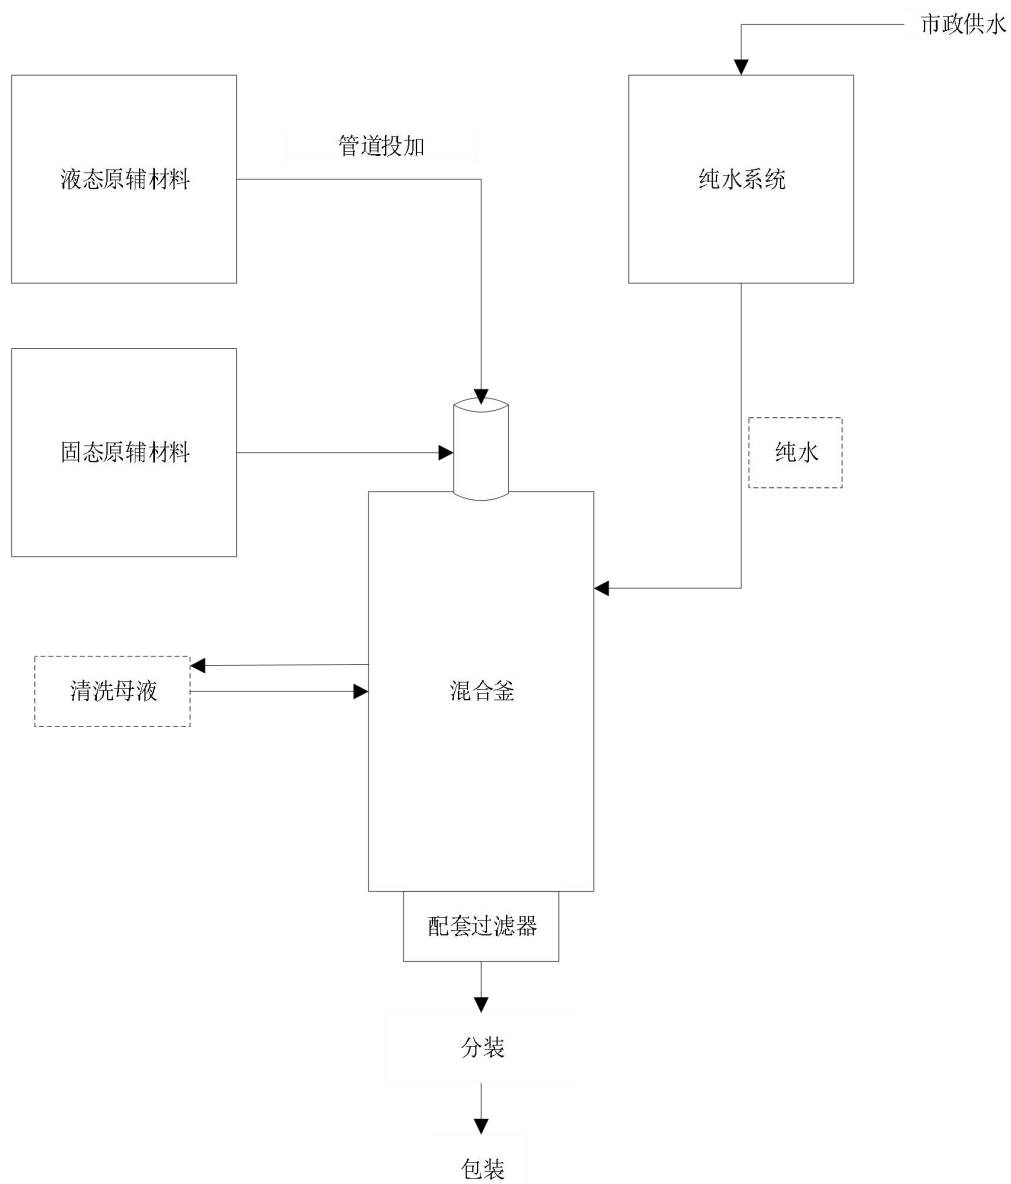 市政供水
管道投加
液态原辅材料
纯水系统
固态原辅材料
纯水
清洗母液
混合釜
配套过滤器
分装
包装